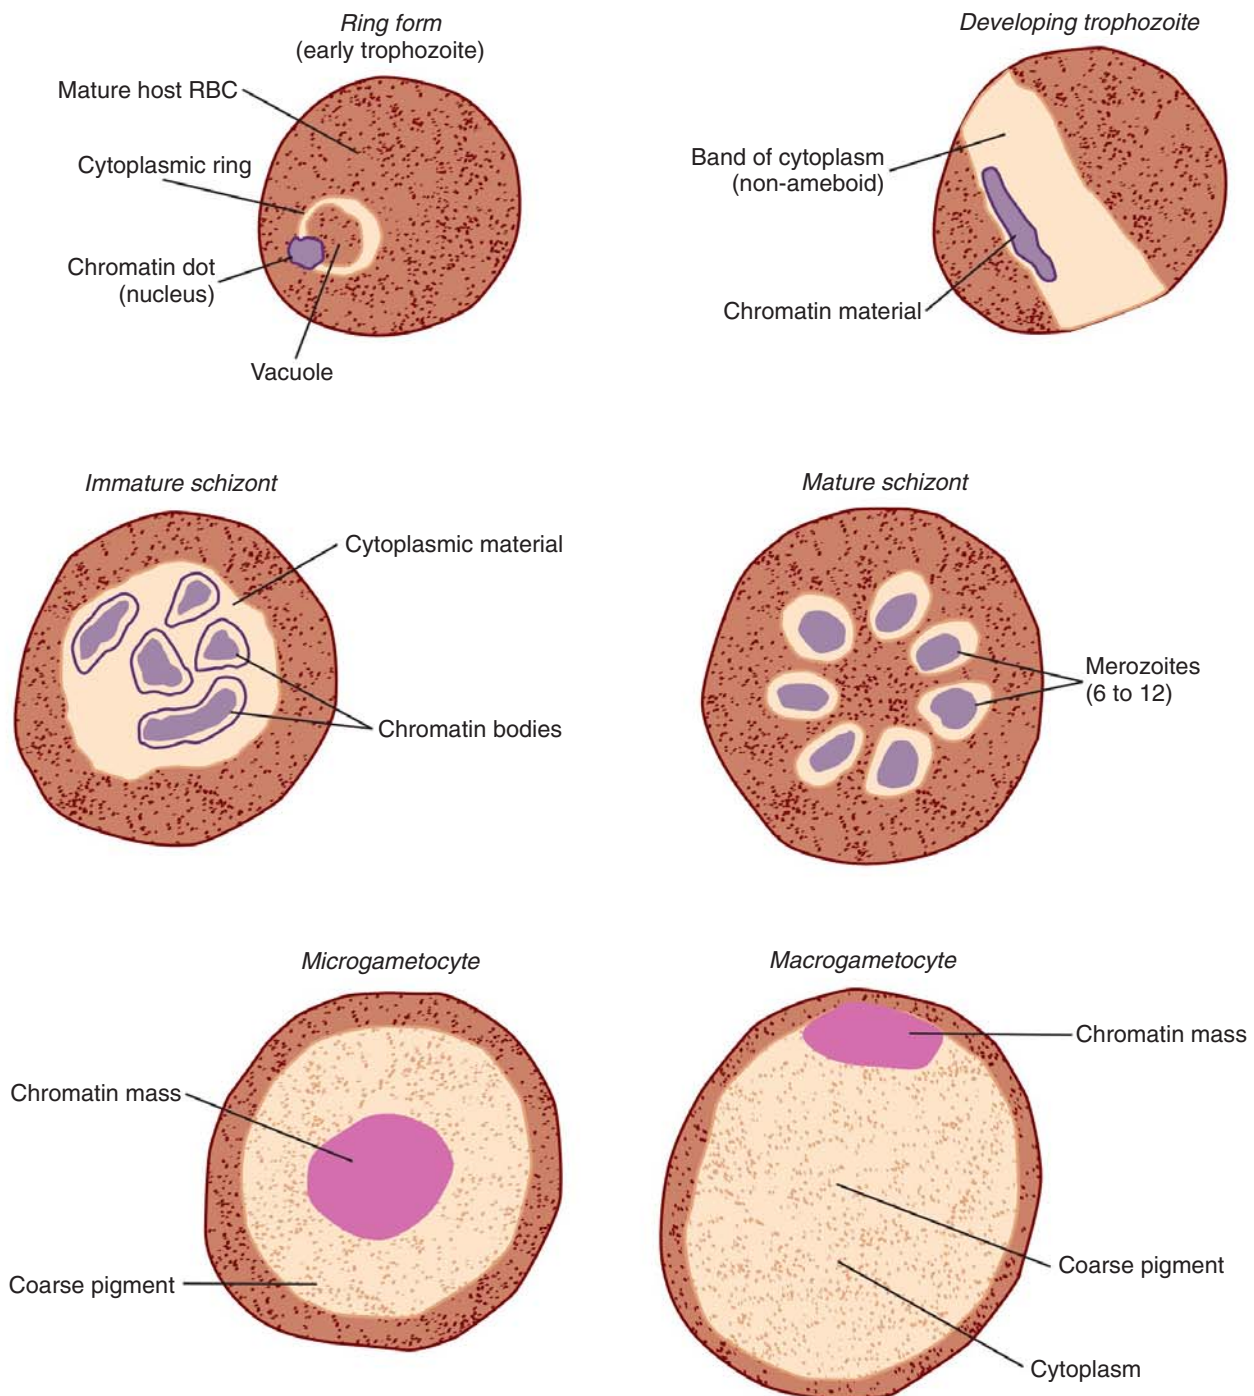 Ring form
(early trophozoite)
Mature host RBC
Cytoplasmic ring
Chromatin dot
(nucleus)
Vacuole
Developing trophozoite
Band of cytoplasm
(non-ameboid)
Chromatin material
Immature schizont
Cytoplasmic material
Chromatin bodies
Mature schizont
Merozoites
(6 to 12)
Microgametocyte
Chromatin mass
Coarse pigment
Macrogametocyte
Chromatin mass
Coarse pigment
Cytoplasm